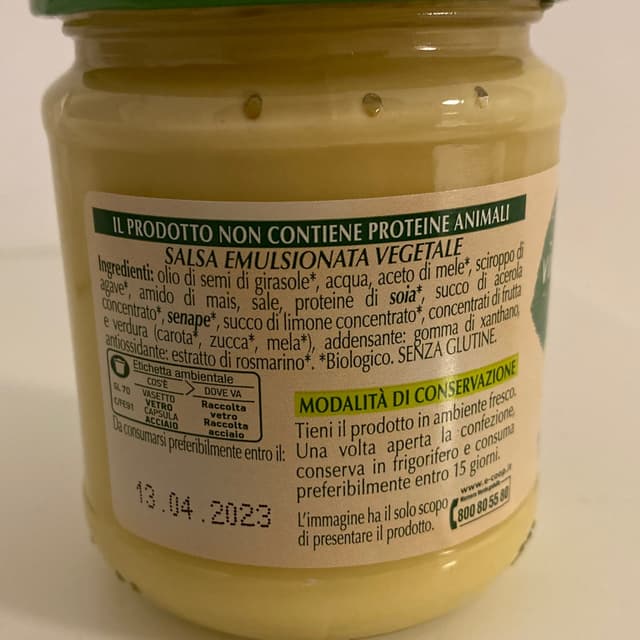 IL PRODOTTO NON CONTIENE PROTEINE ANIMALI
SALSA EMULSIONATA VEGETALE
Ingredienti: olio di semi di girasole*, acqua, aceto di mele*, sciroppo di
agave*, amido di mais, sale, proteine di soia*, succo di acerola
concentrato*, senape*, succo di limone concentrato*, concentrati di frutta
e verdura (carota*, zucca*, mela*), addensante: gomma di xanthano,
antiossidante: estratto di rosmarino*. *Biologico. SENZA GLUTINE.
Etichetta ambientale
COS'È DOVE VA
GL 70 VASETTO VETRO Raccolta vetro
C/FE91 CAPSULA ACCIAIO Raccolta acciaio
Da consumarsi preferibilmente entro il:
13.04.2023
MODALITÀ DI CONSERVAZIONE
Tieni il prodotto in ambiente fresco.
Una volta aperta la confezione,
conserva in frigorifero e consuma
preferibilmente entro 15 giorni.
L'immagine ha il solo scopo
di presentare il prodotto.
www.e-coop.it
800 80 55 80